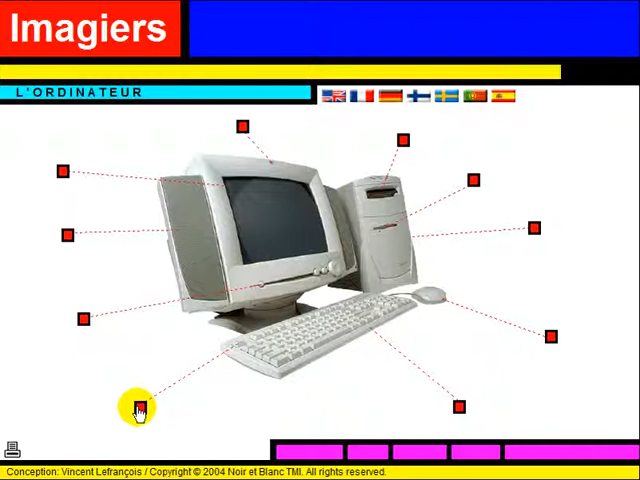 Imagiers
L'ORDINATEUR
Conception: Vincent Lefrançois / Copyright © 2004 Noir et Blanc TMI. All rights reserved.